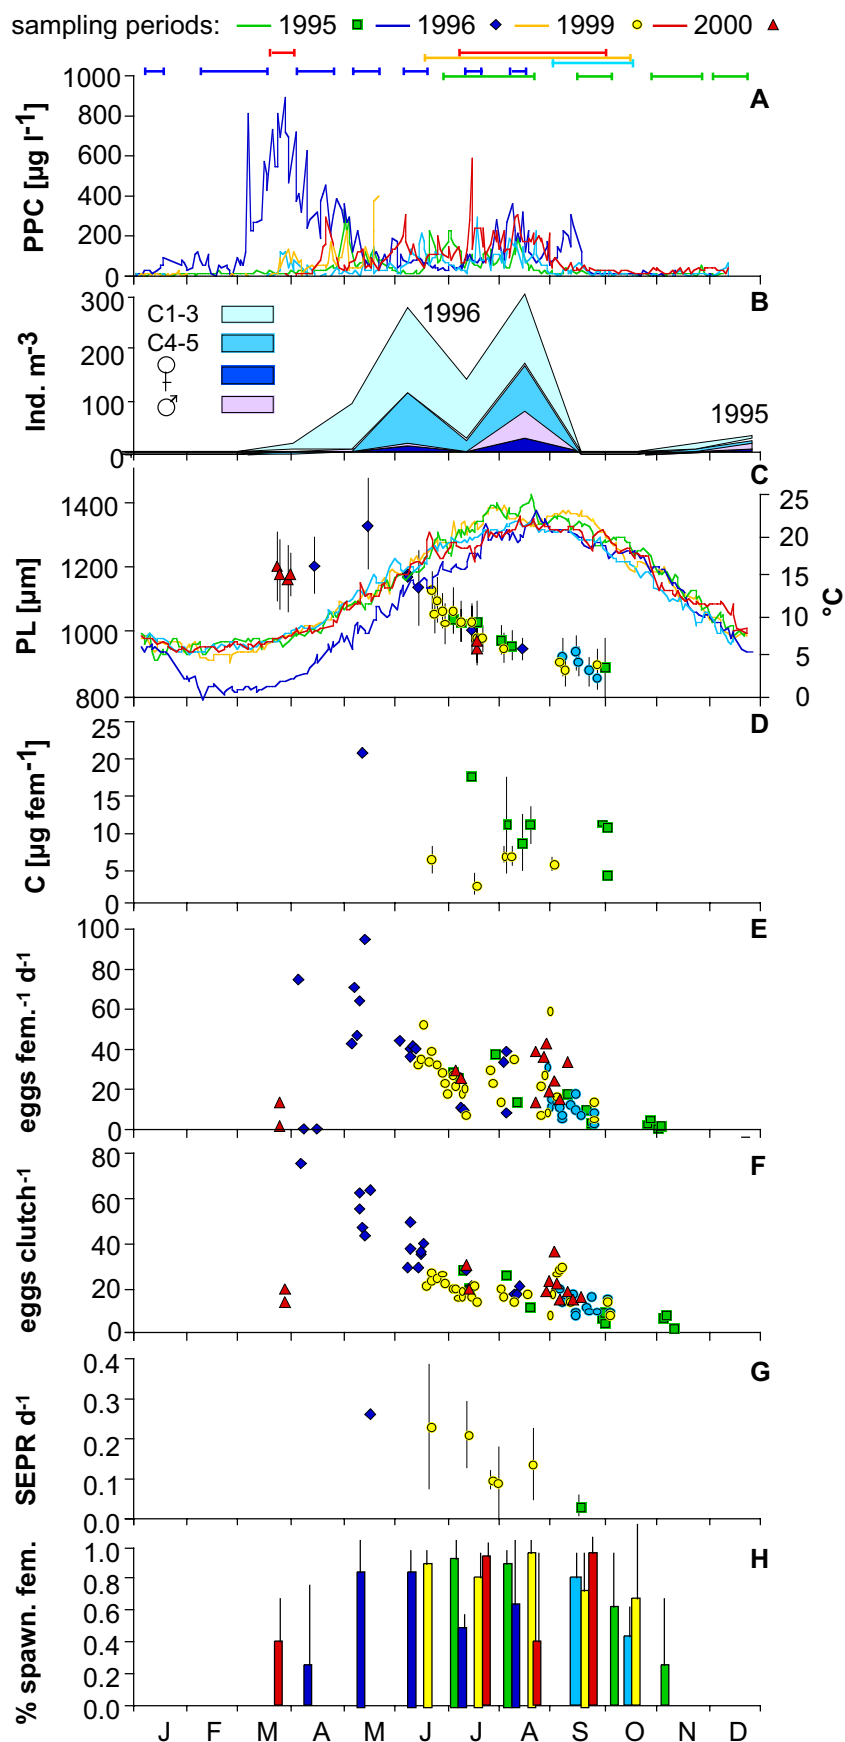 sampling periods: 1995 1996 1999 2000
A
PPC [µg l-1]
1000
800
600
400
200
0
B
Ind. m-3
300
200
100
0
C1-3
C4-5
♀
♂
1996
1995
C
PL [µm]
1400
1200
1000
800
25
20
15
10
5
0
°C
D
C [µg fem-1]
25
20
15
10
5
0
E
eggs fem.-1 d-1
100
80
60
40
20
0
F
eggs clutch-1
80
60
40
20
0
G
SEPR d-1
0.4
0.3
0.2
0.1
0.0
H
% spawn. fem.
1.0
0.8
0.6
0.4
0.2
0.0
J F M A M J J A S O N D